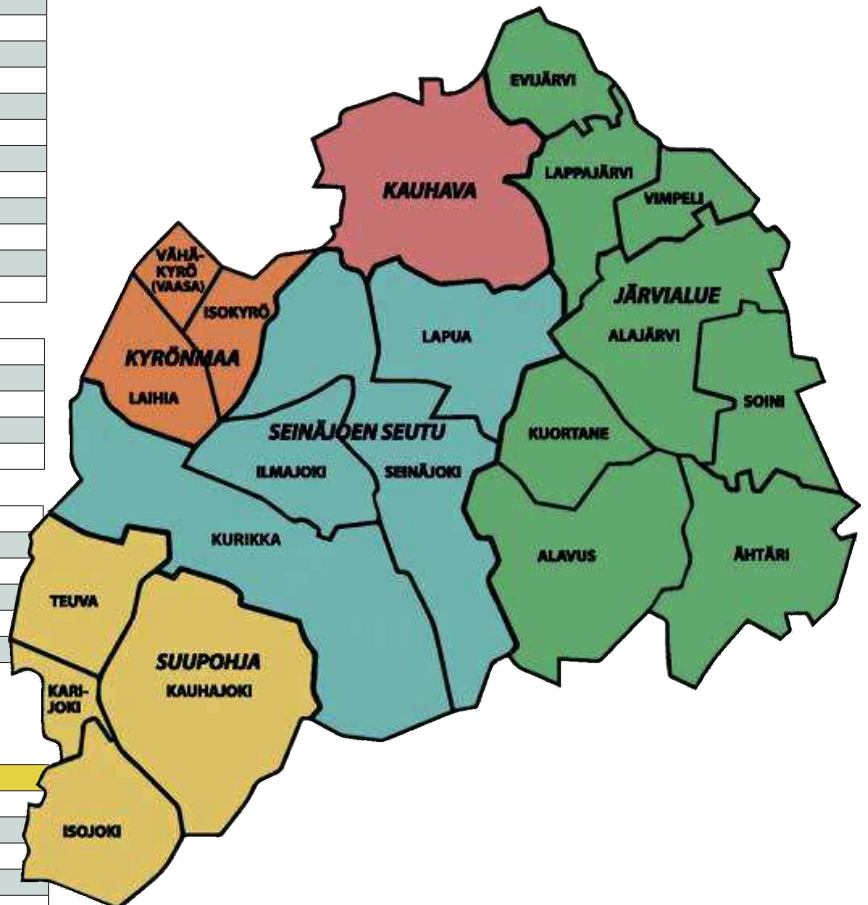 EVIJÄRVI
LAPPAJÄRVI
KAUHAVA
VIMPELI
VÄHÄ-
KYRÖ
(VAASA)
ISOKYRÖ
JÄRVIALUE
LAPUA
ALAJÄRVI
KYRÖNMAA
LAIHIA
SOINI
SEINÄJOEN SEUTU
KUORTANE
ILMAJOKI
SEINÄJOKI
KURIKKA
ALAVUS
ÄHTÄRI
TEUVA
SUUPOHJA
KAUHAJOKI
KARI-
JOKI
ISOJOKI